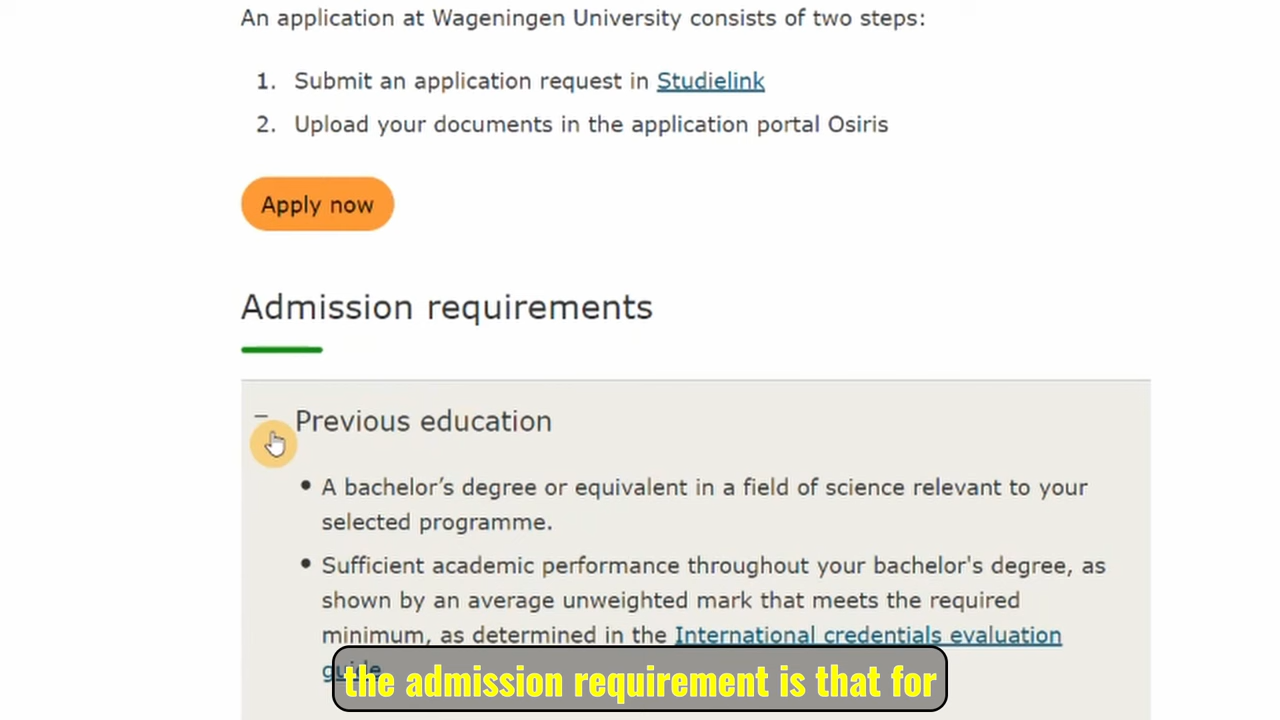 An application at Wageningen University consists of two steps:
1. Submit an application request in Studielink
2. Upload your documents in the application portal Osiris
Apply now
Admission requirements
Previous education
• A bachelor’s degree or equivalent in a field of science relevant to your
selected programme.
• Sufficient academic performance throughout your bachelor's degree, as
shown by an average unweighted mark that meets the required
minimum, as determined in the International credentials evaluation
guide.
the admission requirement is that for